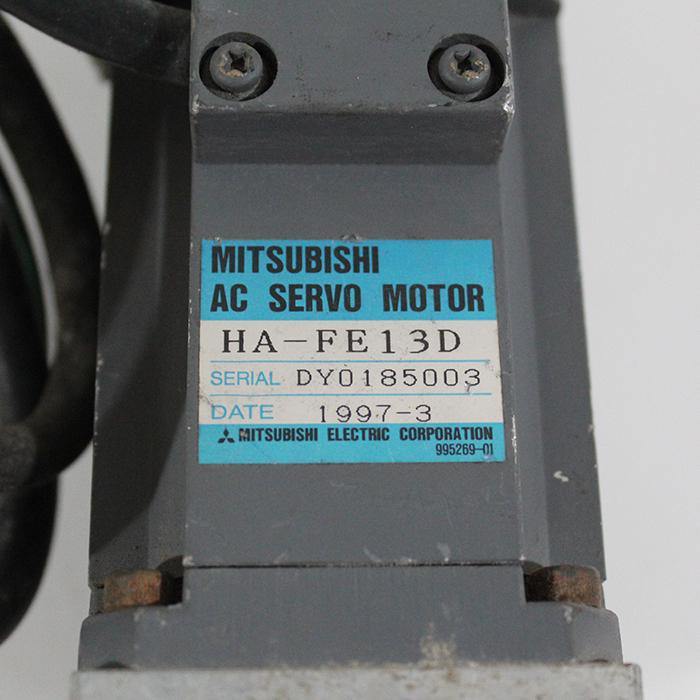 MITSUBISHI
AC SERVO MOTOR
HA-FE13D
SERIAL DY0185003
DATE 1997-3
MITSUBISHI ELECTRIC CORPORATION
995269-01